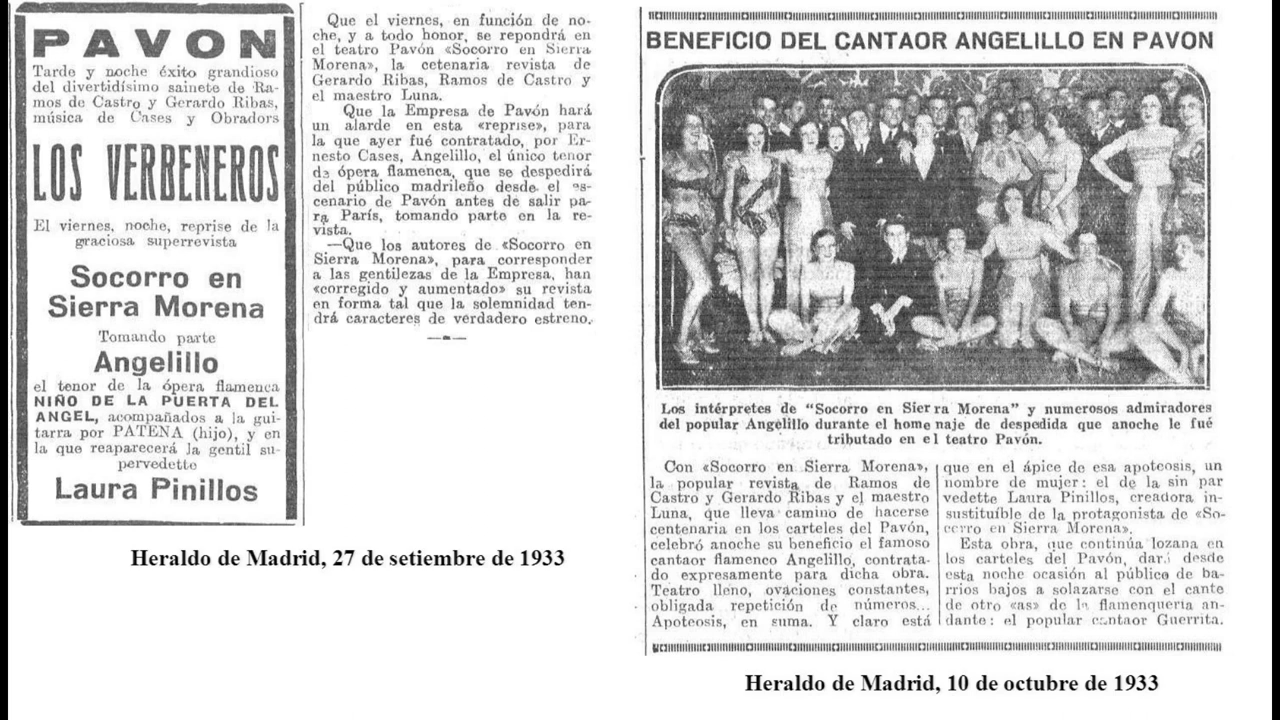 PAVON
Tarde y noche éxito grandioso
del divertidísimo sainete de Ra-
mos de Castro y Gerardo Ribas,
música de Cases y Obradors
LOS VERBENEROS
El viernes, noche, reprise de la
graciosa superrevista
Socorro en
Sierra Morena
Tomando parte
Angelillo
el tenor de la ópera flamenca
NIÑO DE LA PUERTA DEL
ANGEL, acompañados a la gui-
tarra por PATENA (hijo), y en
la que reaparecerá la gentil su-
pervedette
Laura Pinillos
Que el viernes, en función de no-
che, y a todo honor, se repondrá en
el teatro Pavón «Socorro en Sierra
Morena», la cetenaria revista de
Gerardo Ribas, Ramos de Castro y
el maestro Luna.
Que la Empresa de Pavón hará
un alarde en esta «reprise», para
la que ayer fué contratado, por Er-
nesto Cases, Angelillo, el único tenor
de ópera flamenca, que se despedirá
del público madrileño desde el es-
cenario de Pavón antes de salir pa-
ra París, tomando parte en la re-
vista.
—Que los autores de «Socorro en
Sierra Morena», para corresponder
a las gentilezas de la Empresa, han
«corregido y aumentado» su revista
en forma tal que la solemnidad ten-
drá caracteres de verdadero estreno.
Heraldo de Madrid, 27 de setiembre de 1933
BENEFICIO DEL CANTAOR ANGELILLO EN PAVON
Los intérpretes de "Socorro en Sierra Morena" y numerosos admiradores
del popular Angelillo durante el homenaje de despedida que anoche le fué
tributado en el teatro Pavón.
Con «Socorro en Sierra Morena»,
la popular revista de Ramos de
Castro y Gerardo Ribas y el maestro
Luna, que lleva camino de hacerse
centenaria en los carteles del Pavón,
celebró anoche su beneficio el famoso
cantaor flamenco Angelillo, contrata-
do expresamente para dicha obra.
Teatro lleno, ovaciones constantes,
obligada repetición de números...
Apoteosis, en suma. Y claro está
que en el ápice de esa apoteosis, un
nombre de mujer: el de la sin par
vedette Laura Pinillos, creadora in-
sustituíble de la protagonista de «So-
corro en Sierra Morena».
Esta obra, que continúa lozana en
los carteles del Pavón, dará desde
esta noche ocasión al público de ba-
rrios bajos a solazarse con el cante
de otro «as» de la flamenquería an-
dante: el popular cantaor Guerrita.
Heraldo de Madrid, 10 de octubre de 1933